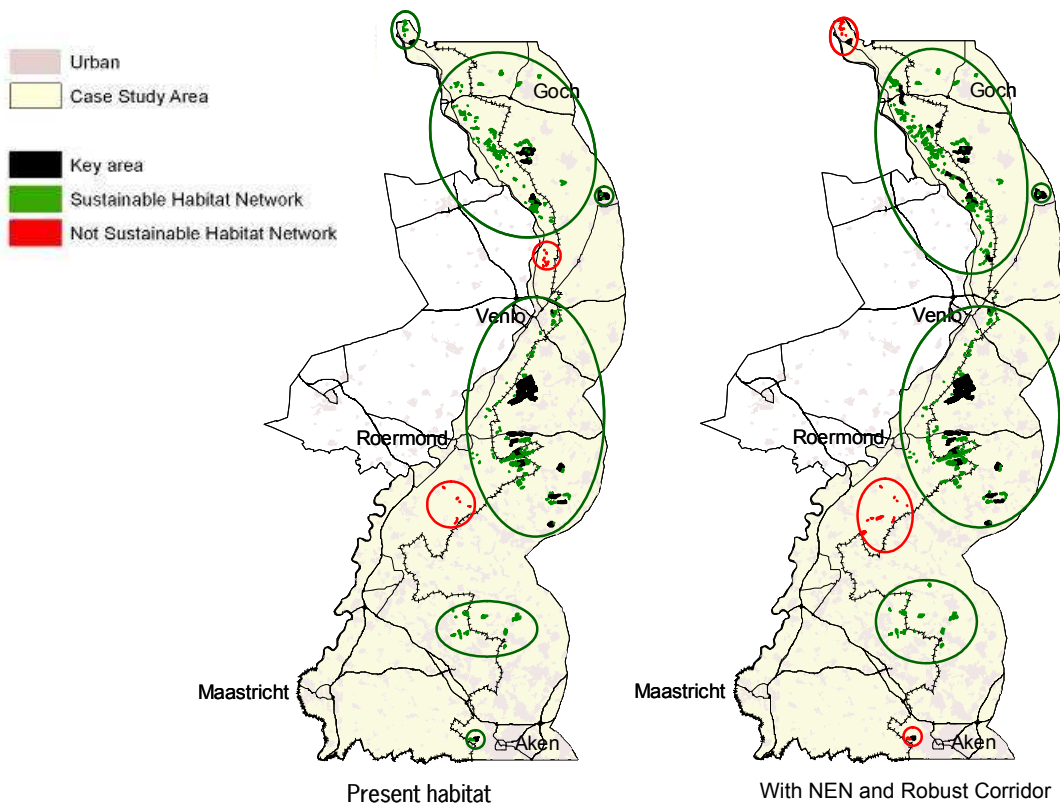 Urban
Case Study Area
Key area
Sustainable Habitat Network
Not Sustainable Habitat Network
Goch
Venlo
Roermond
Maastricht
Aken
Present habitat
Goch
Venlo
Roermond
Maastricht
Aken
With NEN and Robust Corridor